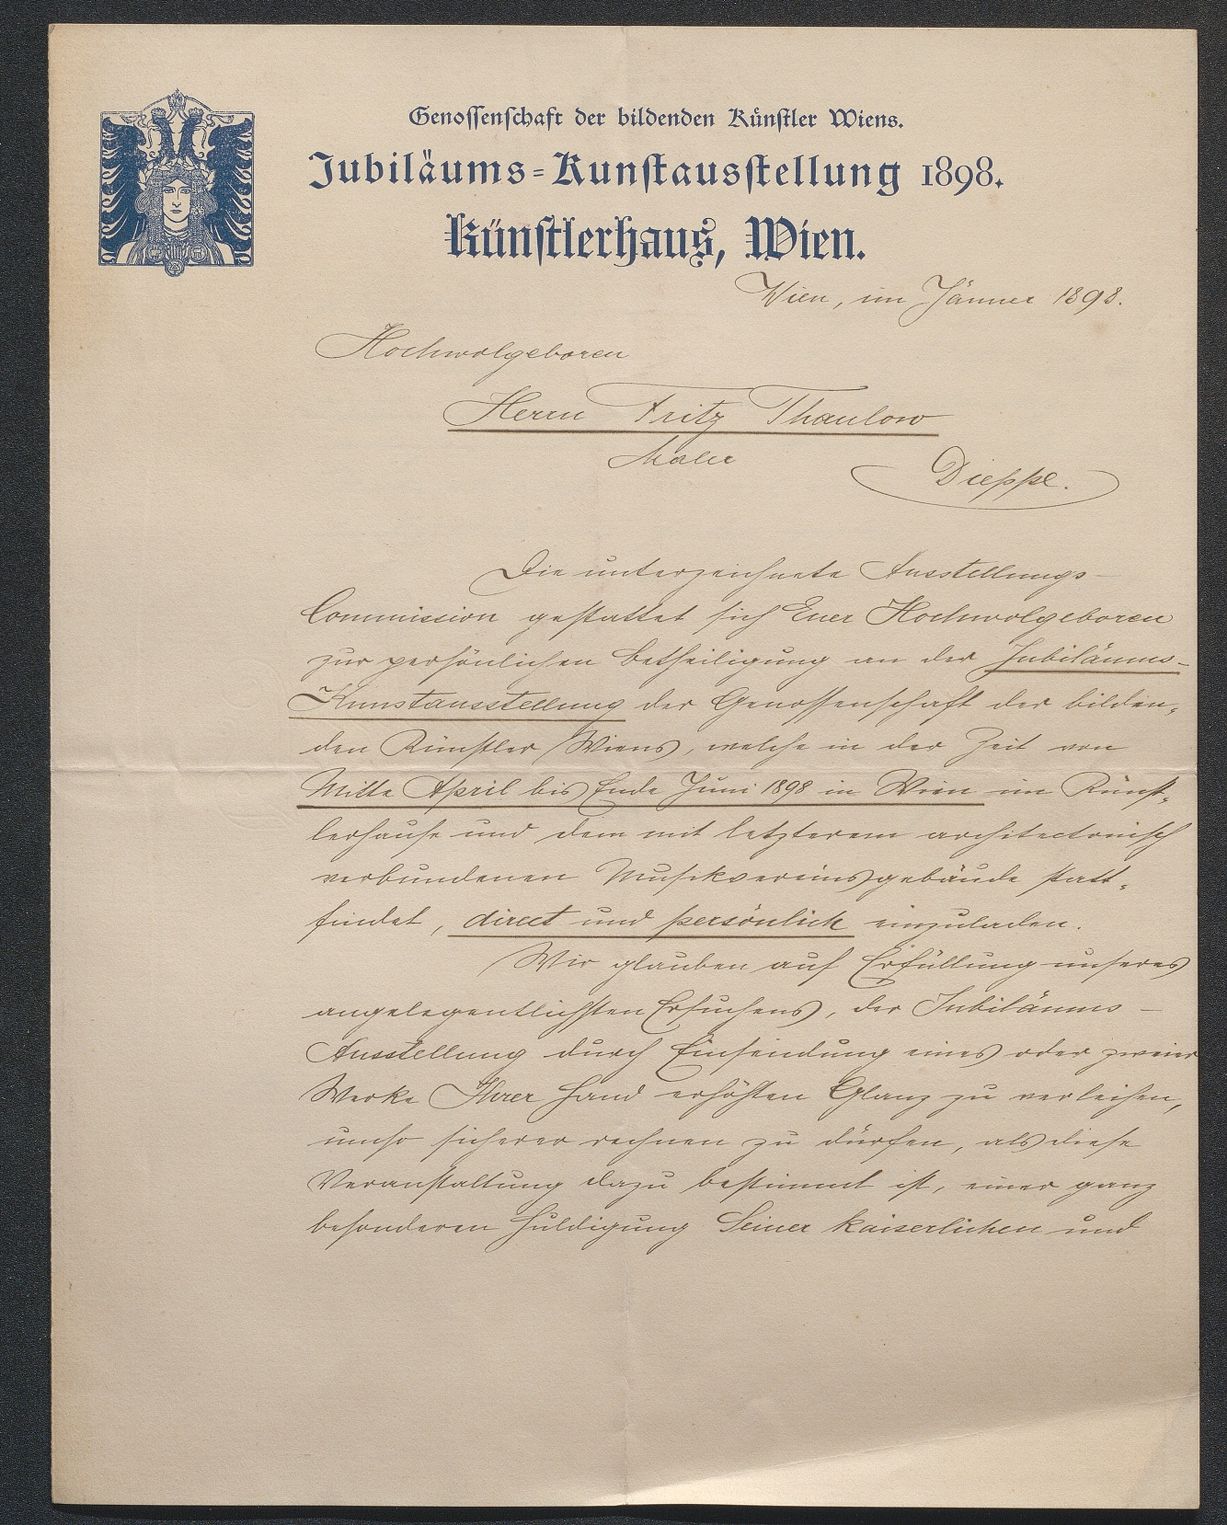 Genossenschaft der bildenden Künstler Wiens.
Jubiläums=Kunstausstellung 1898.
Künstlerhaus, Wien.
Wien, im Jänner 1898.
Hochwolgeboren
Herrn Fritz Thaulow
Maler
Dieppe.
Die unterzeichnete Ausstellungs-
Commission gestattet sich Euer Hochwolgeboren
zur persönlichen Betheiligung an der Jubiläums-
Kunstausstellung der Genossenschaft der bilden-
den Künstler Wiens, welche in der Zeit von
Mitte April bis Ende Juni 1898 in Wien im Künst-
lerhause und dem mit letzterem architectonisch
verbundenen Musikvereinsgebäude statt-
findet, direct und persönlich einzuladen.
Wir glauben auf Erfüllung unseres
angelegentlichsten Ersuchens, der Jubiläums-
Ausstellung durch Einsendung eines oder zweier
Werke Ihrer Hand erhöhten Glanz zu verleihen,
umso sicherer rechnen zu dürfen, als diese
Veranstaltung dazu bestimmt ist, einer ganz
besonderen Huldigung Seiner kaiserlichen und